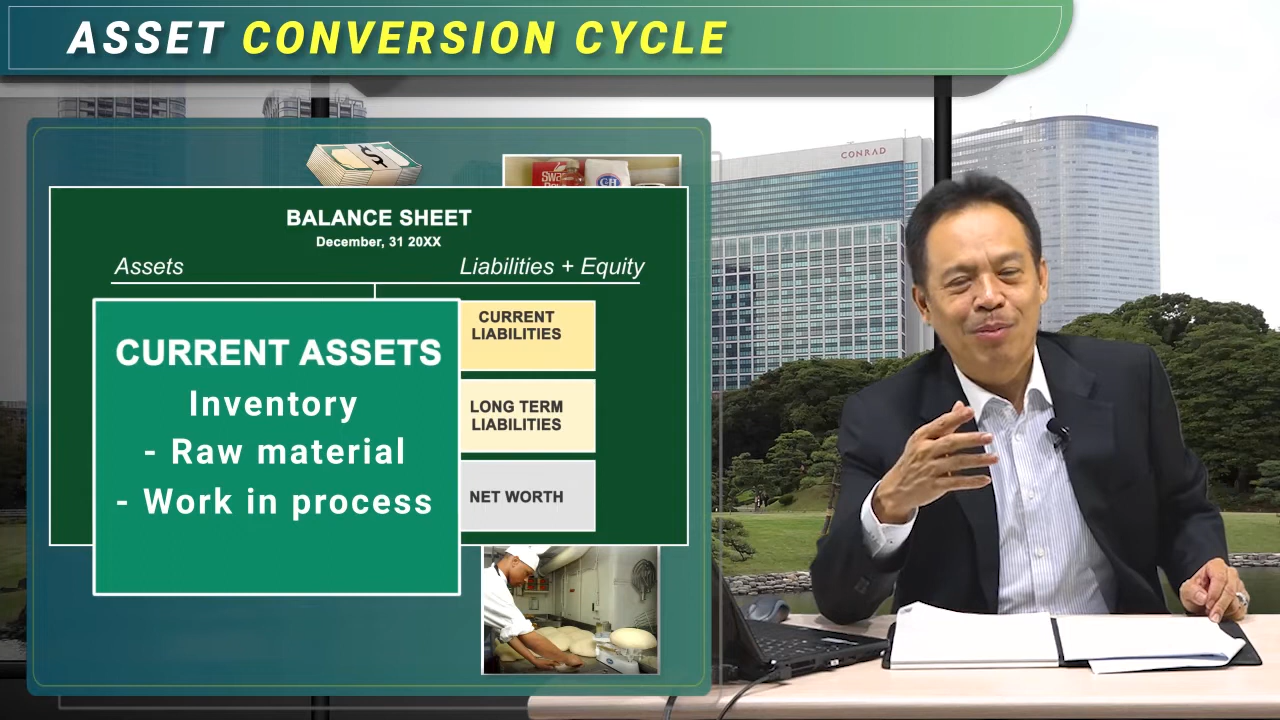 ASSET CONVERSION CYCLE
CONRAD
BALANCE SHEET
December, 31 20XX
Assets
Liabilities + Equity
CURRENT ASSETS
Inventory
- Raw material
- Work in process
CURRENT
LIABILITIES
LONG TERM
LIABILITIES
NET WORTH